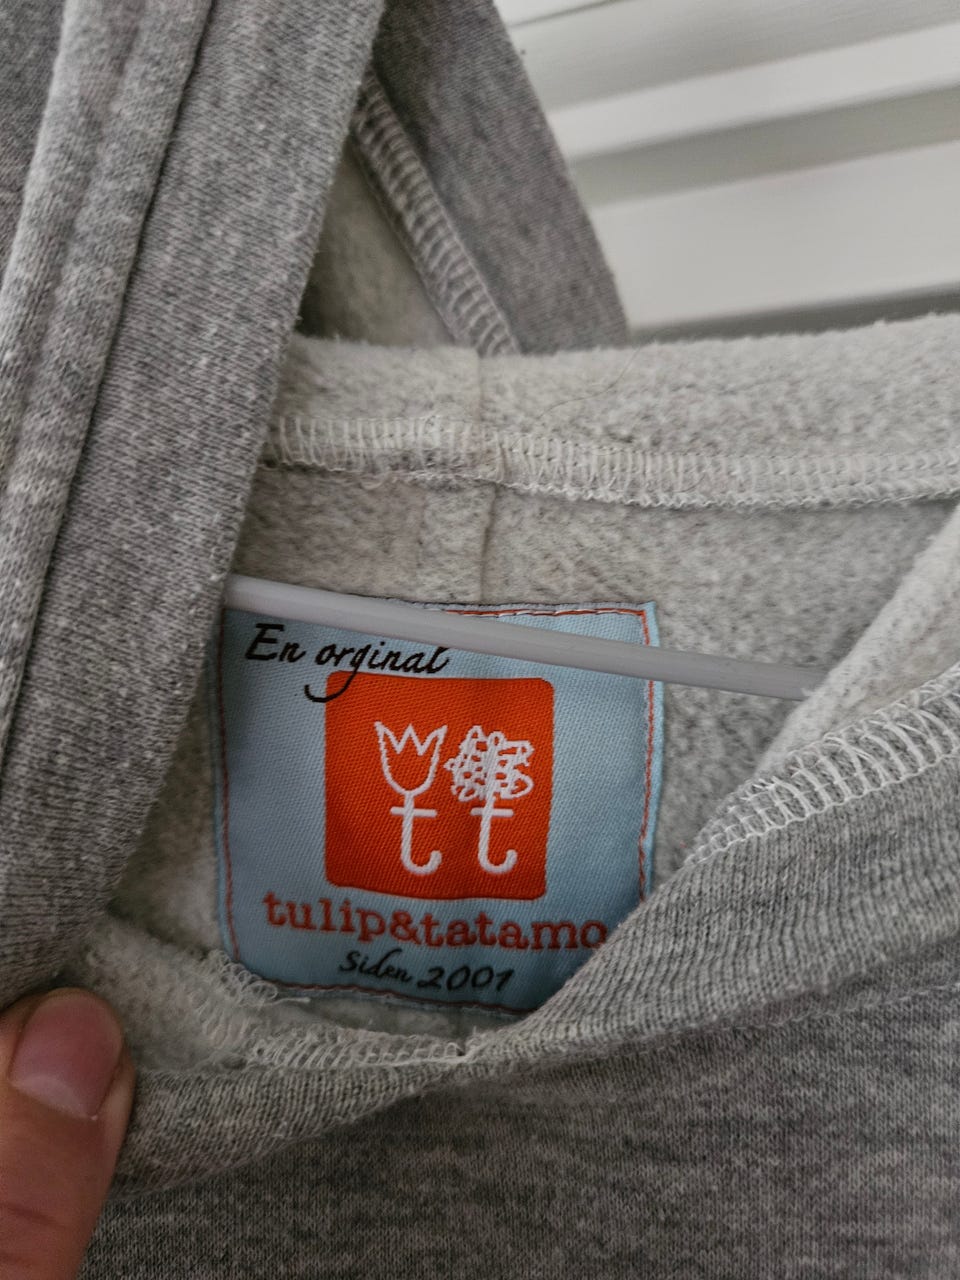 En orginal
tt
tulip&tatamo
Siden 2001